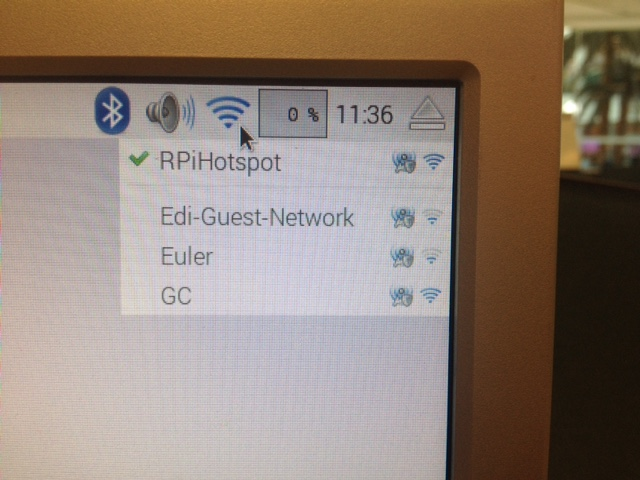 0 % 11:36
RPiHotspot
Edi-Guest-Network
Euler
GC